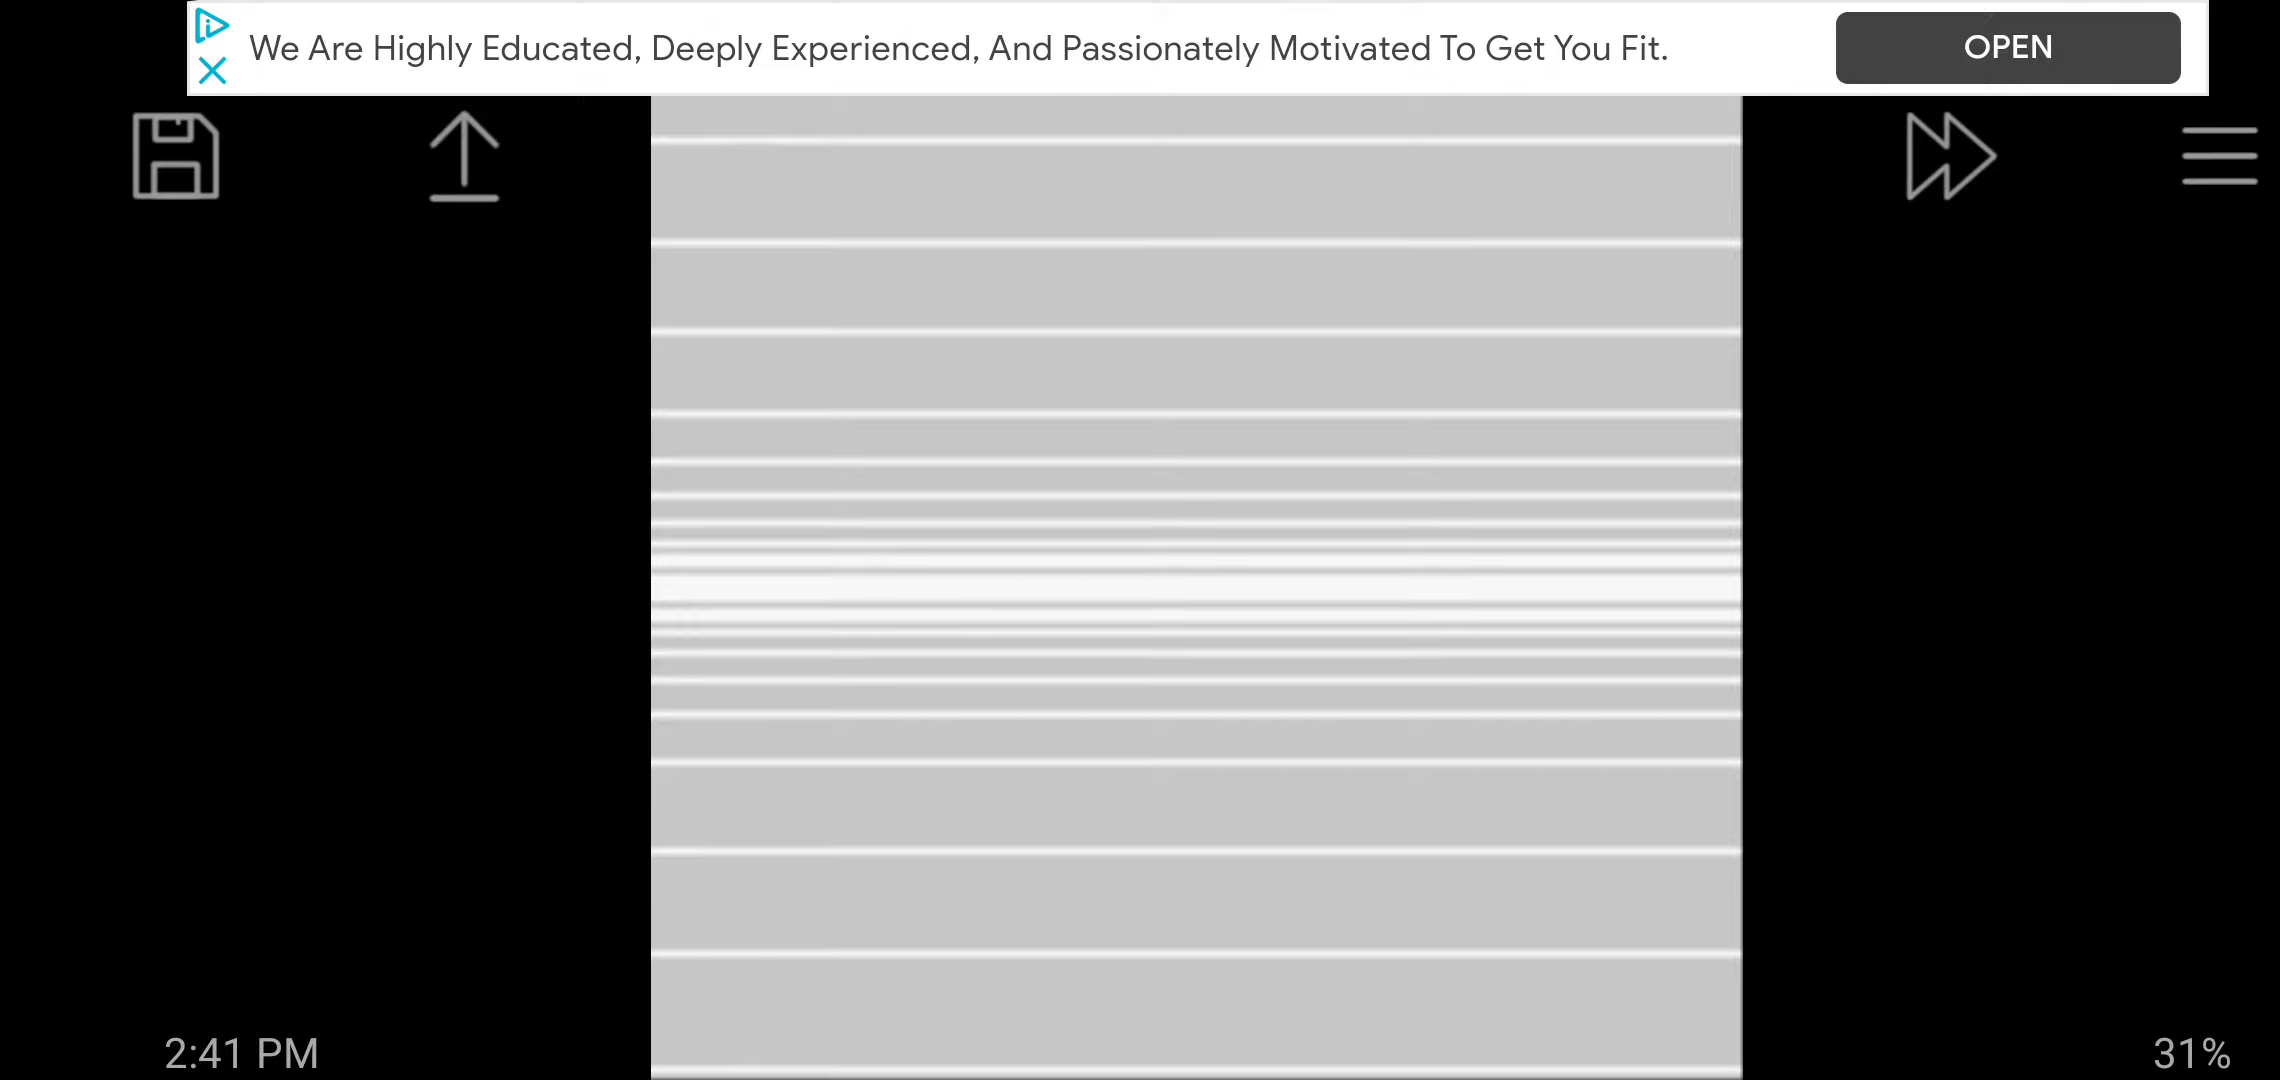 We Are Highly Educated, Deeply Experienced, And Passionately Motivated To Get You Fit.
OPEN
2:41 PM
31%